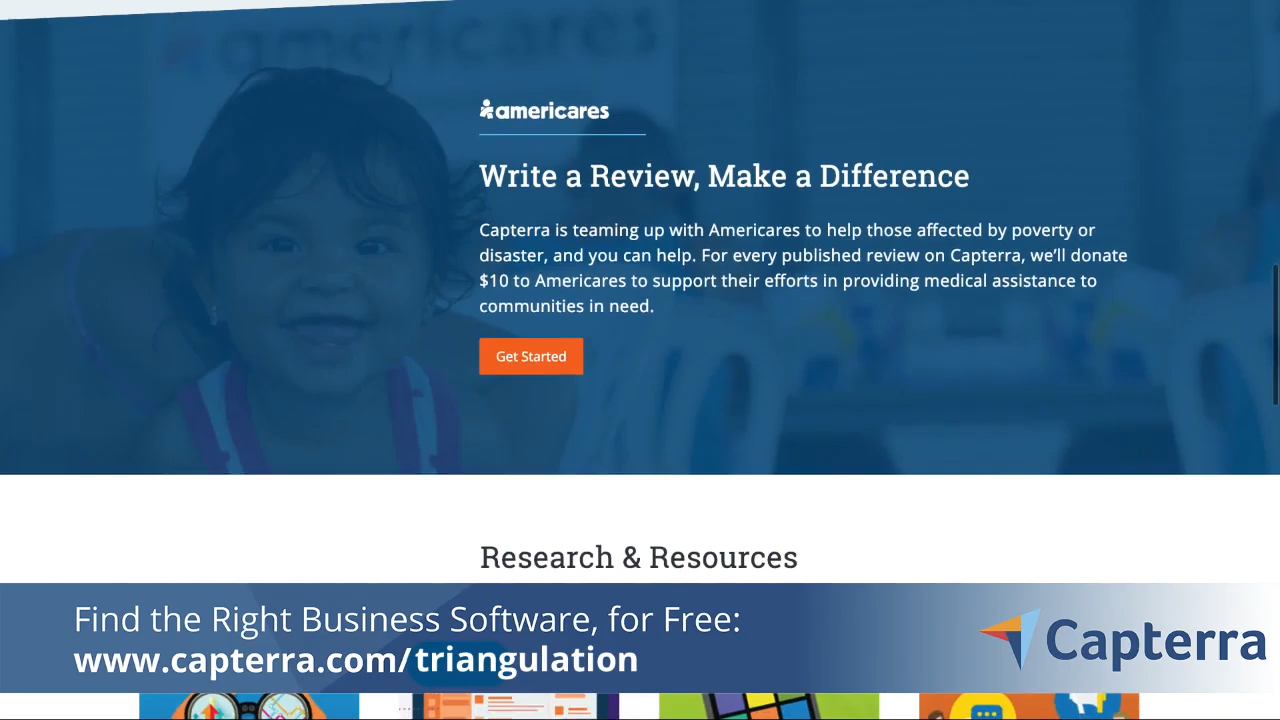 americares
americares
Write a Review, Make a Difference
Capterra is teaming up with Americares to help those affected by poverty or
disaster, and you can help. For every published review on Capterra, we’ll donate
$10 to Americares to support their efforts in providing medical assistance to
communities in need.
Get Started
Research & Resources
Find the Right Business Software, for Free:
www.capterra.com/triangulation
Capterra